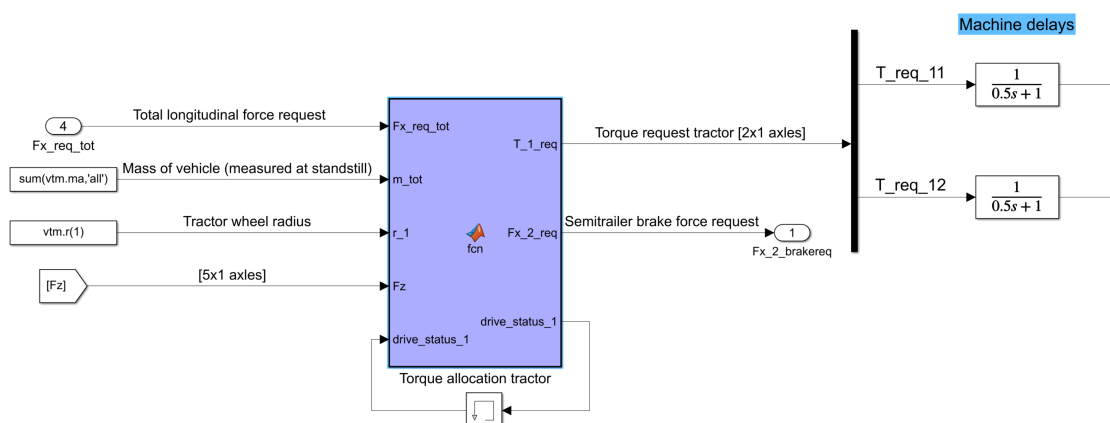 Machine delays
T_req_11
1
0.5s + 1
Total longitudinal force request
4
Fx_req_tot
Fx_req_tot
T_1_req
Torque request tractor [2x1 axles]
Mass of vehicle (measured at standstill)
sum(vtm.ma,'all')
m_tot
T_req_12
1
0.5s + 1
Tractor wheel radius
vtm.r(1)
r_1
fcn
Fx_2_req
Semitrailer brake force request
1
Fx_2_brakereq
[5x1 axles]
[Fz]
Fz
drive_status_1
drive_status_1
Torque allocation tractor